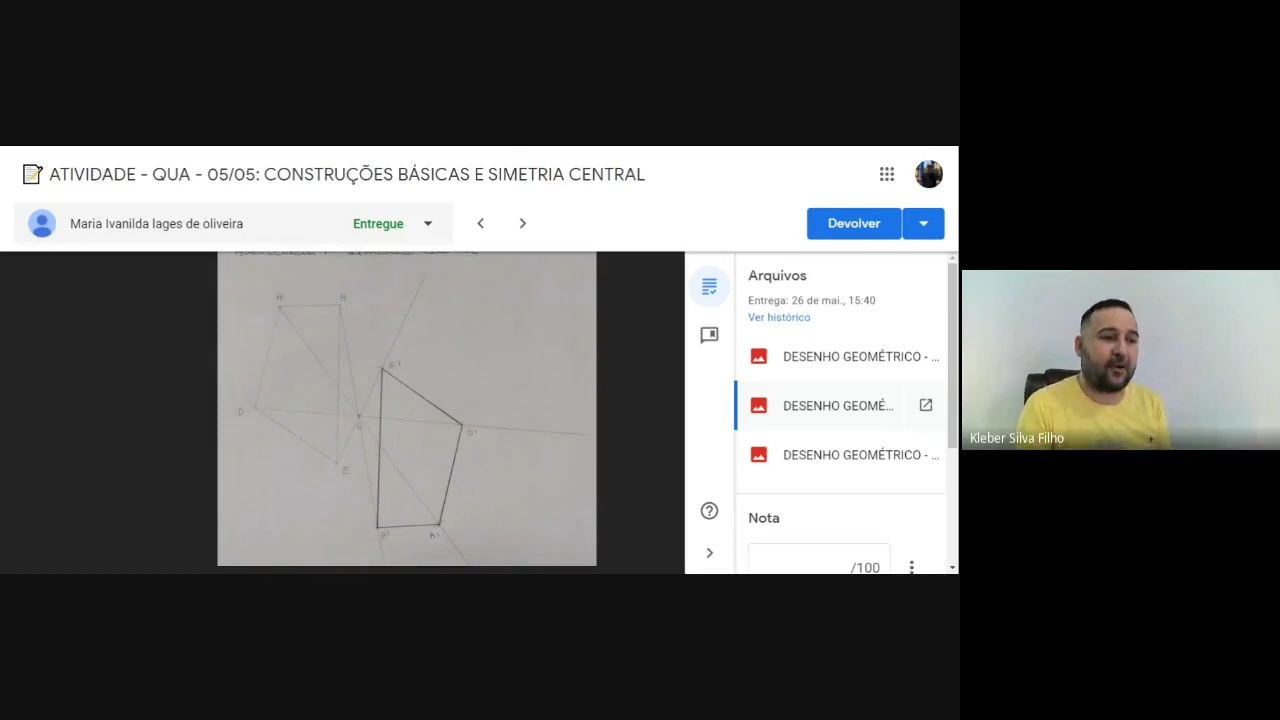 ATIVIDADE - QUA - 05/05: CONSTRUÇÕES BÁSICAS E SIMETRIA CENTRAL
Maria Ivanilda lages de oliveira
Entregue
Devolver
A
B
E'
D
C
D'
E
B'
A'
Arquivos
Entrega: 26 de mai., 15:40
Ver histórico
DESENHO GEOMÉTRICO - ...
DESENHO GEOMÉ...
DESENHO GEOMÉTRICO - ...
Nota
/100
Kleber Silva Filho